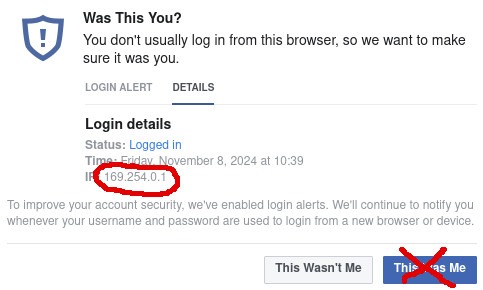 Was This You?
You don't usually log in from this browser, so we want to make
sure it was you.
LOGIN ALERT DETAILS
Login details
Status: Logged in
Time: Friday, November 8, 2024 at 10:39
IP: 169.254.0.1
To improve your account security, we've enabled login alerts. We'll continue to notify you
whenever your username and password are used to login from a new browser or device.
This Wasn't Me This Was Me